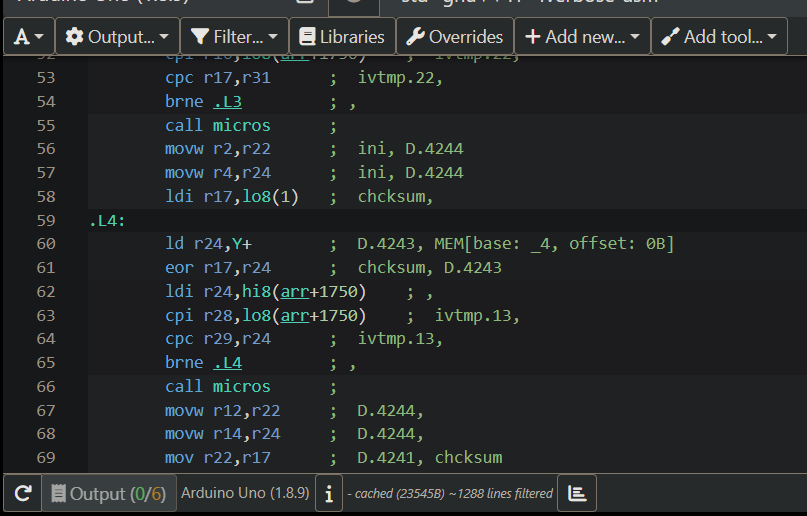 A Output... Filter... Libraries Overrides + Add new... Add tool...
53 cpc r17,r31 ; ivtmp.22,
54 brne .L3 ; ,
55 call micros ;
56 movw r2,r22 ; ini, D.4244
57 movw r4,r24 ; ini, D.4244
58 ldi r17,lo8(1) ; chcksum,
59 .L4:
60 ld r24,Y+ ; D.4243, MEM[base: _4, offset: 0B]
61 eor r17,r24 ; chcksum, D.4243
62 ldi r24,hi8(arr+1750) ; ,
63 cpi r28,lo8(arr+1750) ; ivtmp.13,
64 cpc r29,r24 ; ivtmp.13,
65 brne .L4 ; ,
66 call micros ;
67 movw r12,r22 ; D.4244,
68 movw r14,r24 ; D.4244,
69 mov r22,r17 ; D.4241, chcksum
Output (0/6) Arduino Uno (1.8.9) i - cached (23545B) ~1288 lines filtered